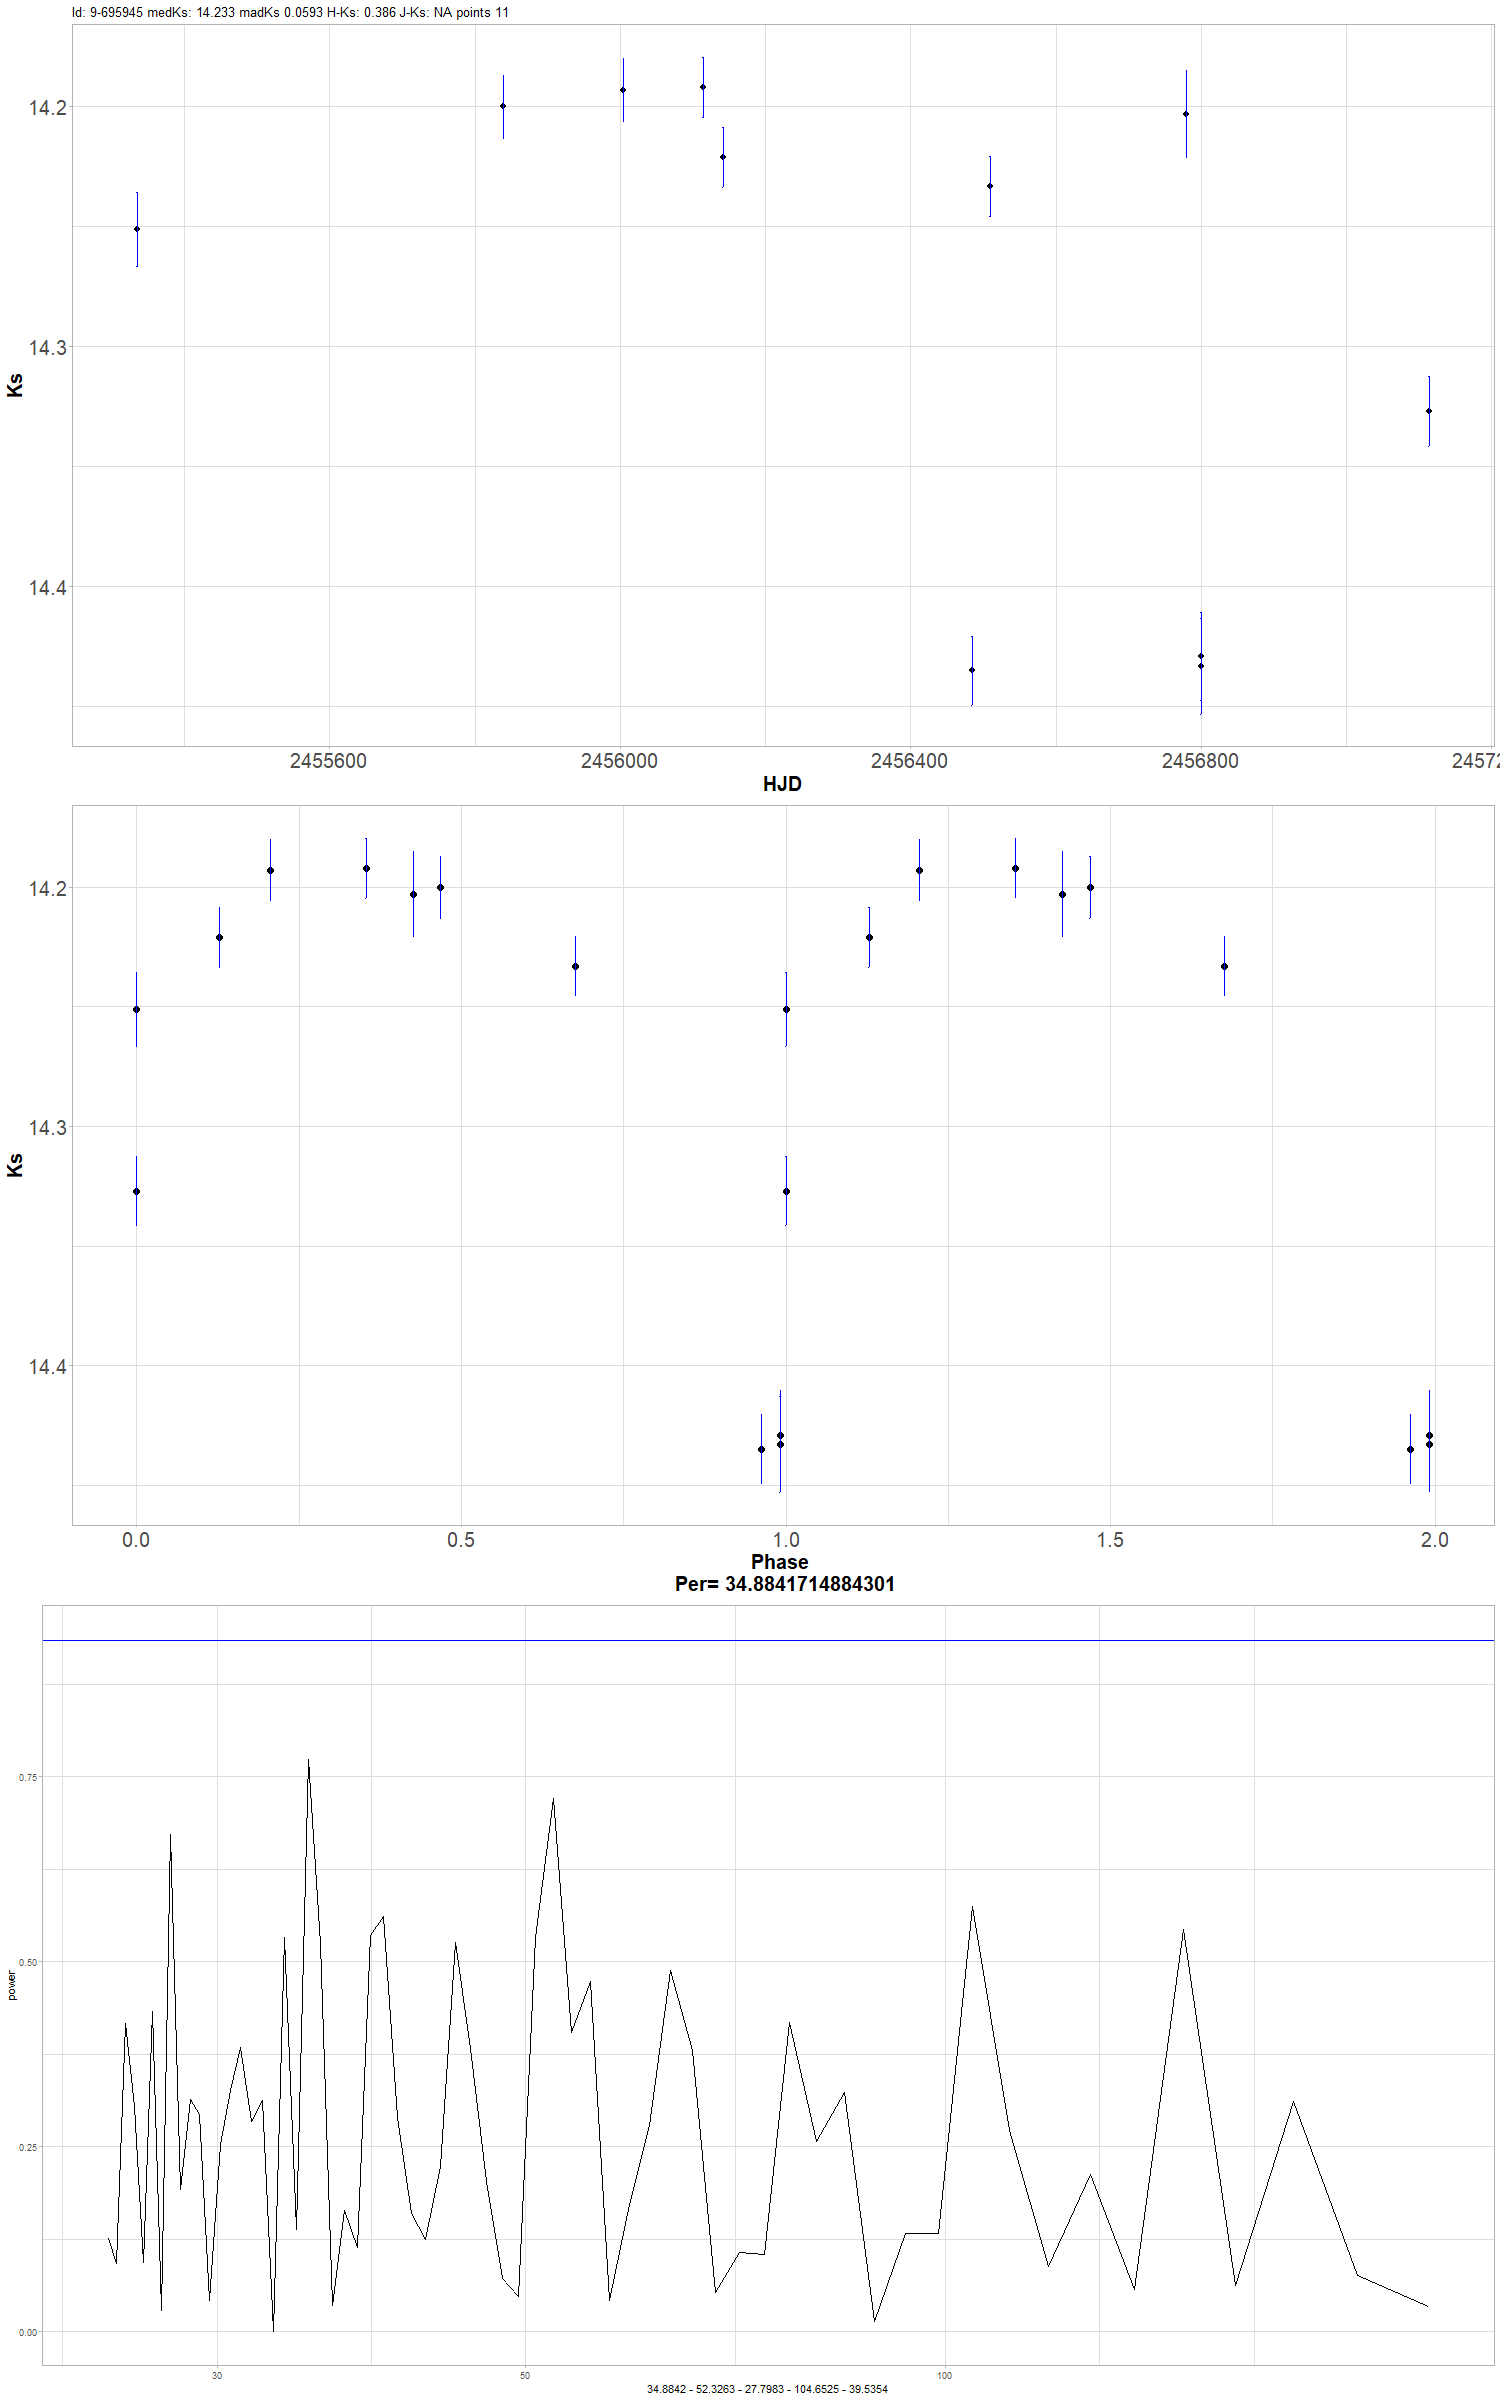 Id: 9-695945 medKs: 14.233 madKs 0.0593 H-Ks: 0.386 J-Ks: NA points 11
14.2
14.3
14.4
Ks
2455600 2456000 2456400 2456800 24572
HJD
14.2
14.3
14.4
Ks
0.0 0.5 1.0 1.5 2.0
Phase
Per= 34.8841714884301
0.75
0.50
0.25
0.00
power
30 50 100
34.8842 - 52.3263 - 27.7983 - 104.6525 - 39.5354